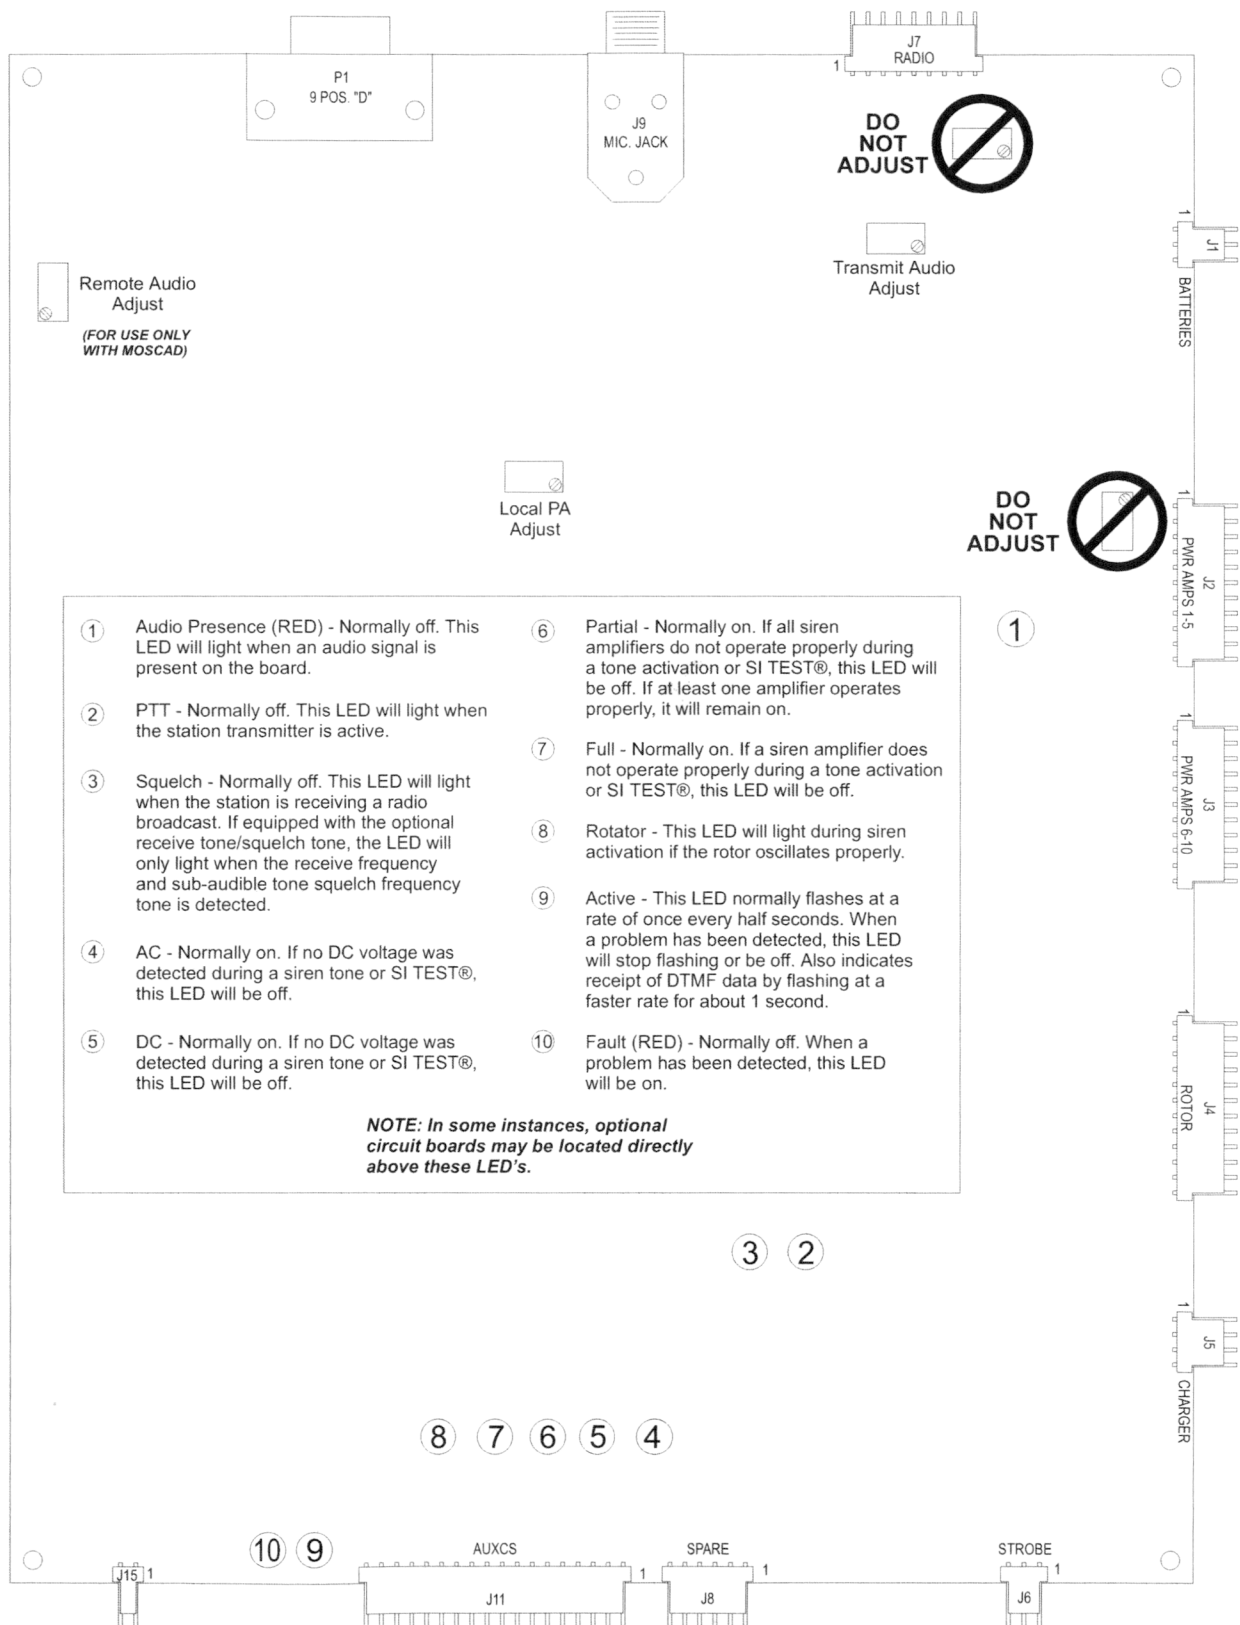 P1
9 POS. "D"
J9
MIC. JACK
J7
RADIO
1
DO
NOT
ADJUST
Transmit Audio
Adjust
1
J1
BATTERIES
Remote Audio
Adjust
(FOR USE ONLY
WITH MOSCAD)
Local PA
Adjust
DO
NOT
ADJUST
1
J2
PWR AMPS 1-5
1
1
J3
PWR AMPS 6-10
1 Audio Presence (RED) - Normally off. This
LED will light when an audio signal is
present on the board.
2 PTT - Normally off. This LED will light when
the station transmitter is active.
3 Squelch - Normally off. This LED will light
when the station is receiving a radio
broadcast. If equipped with the optional
receive tone/squelch tone, the LED will
only light when the receive frequency
and sub-audible tone squelch frequency
tone is detected.
4 AC - Normally on. If no DC voltage was
detected during a siren tone or SI TEST®,
this LED will be off.
5 DC - Normally on. If no DC voltage was
detected during a siren tone or SI TEST®,
this LED will be off.
6 Partial - Normally on. If all siren
amplifiers do not operate properly during
a tone activation or SI TEST®, this LED will
be off. If at least one amplifier operates
properly, it will remain on.
7 Full - Normally on. If a siren amplifier does
not operate properly during a tone activation
or SI TEST®, this LED will be off.
8 Rotator - This LED will light during siren
activation if the rotor oscillates properly.
9 Active - This LED normally flashes at a
rate of once every half seconds. When
a problem has been detected, this LED
will stop flashing or be off. Also indicates
receipt of DTMF data by flashing at a
faster rate for about 1 second.
10 Fault (RED) - Normally off. When a
problem has been detected, this LED
will be on.
NOTE: In some instances, optional
circuit boards may be located directly
above these LED's.
1
J4
ROTOR
3 2
1
J5
CHARGER
8 7 6 5 4
10 9
J15 1
AUXCS
1
J11
SPARE
1
J8
STROBE
1
J6